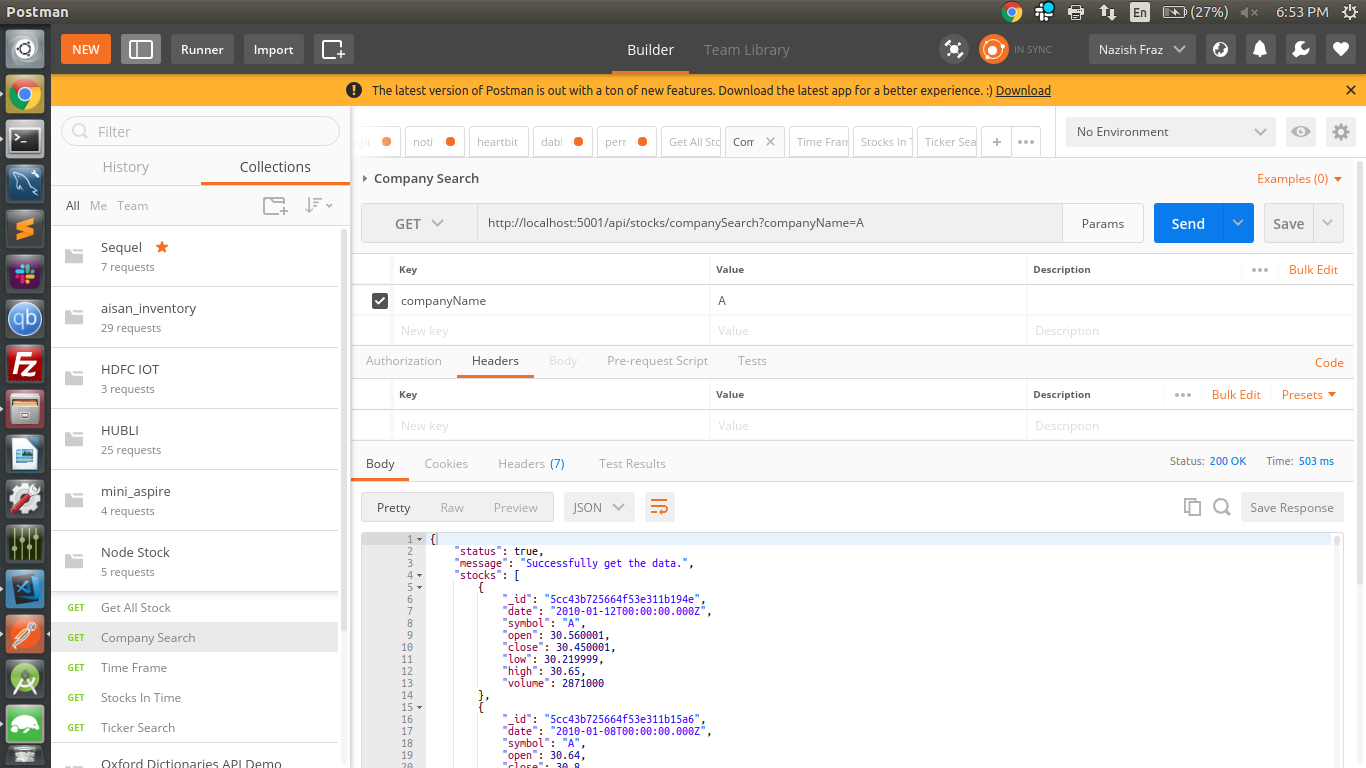 Postman
En
(27%)
6:53 PM
NEW
Runner
Import
Builder
Team Library
IN SYNC
Nazish Fraz
The latest version of Postman is out with a ton of new features. Download the latest app for a better experience. :) Download
Filter
History
Collections
All Me Team
Sequel
7 requests
aisan_inventory
29 requests
HDFC IOT
3 requests
HUBLI
25 requests
mini_aspire
4 requests
Node Stock
5 requests
GET Get All Stock
GET Company Search
GET Time Frame
GET Stocks In Time
GET Ticker Search
Oxford Dictionaries API Demo
qb
Fz
noti
heartbit
dabl
perr
Get All Stc
Com
Time Fram
Stocks In T
Ticker Sea
No Environment
Company Search
Examples (0)
GET
http://localhost:5001/api/stocks/companySearch?companyName=A
Params
Send
Save
Key Value Description Bulk Edit
companyName A
New key Value Description
Authorization Headers Body Pre-request Script Tests Code
Key Value Description Bulk Edit Presets
New key Value Description
Body Cookies Headers (7) Test Results Status: 200 OK Time: 503 ms
Pretty Raw Preview JSON Save Response
1 {
2 "status": true,
3 "message": "Successfully get the data.",
4 "stocks": [
5 {
6 "_id": "5cc43b725664f53e311b194e",
7 "date": "2010-01-12T00:00:00.000Z",
8 "symbol": "A",
9 "open": 30.560001,
10 "close": 30.450001,
11 "low": 30.219999,
12 "high": 30.65,
13 "volume": 2871000
14 },
15 {
16 "_id": "5cc43b725664f53e311b15a6",
17 "date": "2010-01-08T00:00:00.000Z",
18 "symbol": "A",
19 "open": 30.64,
20 "close": 30.8,